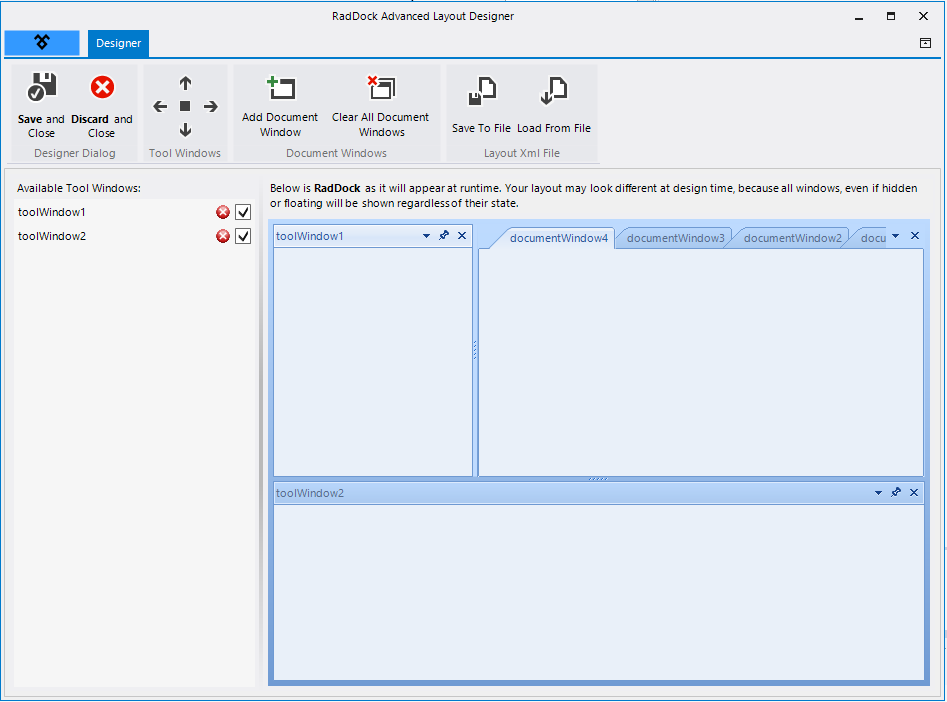 RadDock Advanced Layout Designer
Designer
Save and Close
Discard and Close
Designer Dialog
Tool Windows
Add Document Window
Clear All Document Windows
Document Windows
Save To File
Load From File
Layout Xml File
Available Tool Windows:
toolWindow1
toolWindow2
Below is RadDock as it will appear at runtime. Your layout may look different at design time, because all windows, even if hidden
or floating will be shown regardless of their state.
toolWindow1
documentWindow4
documentWindow3
documentWindow2
docu
toolWindow2